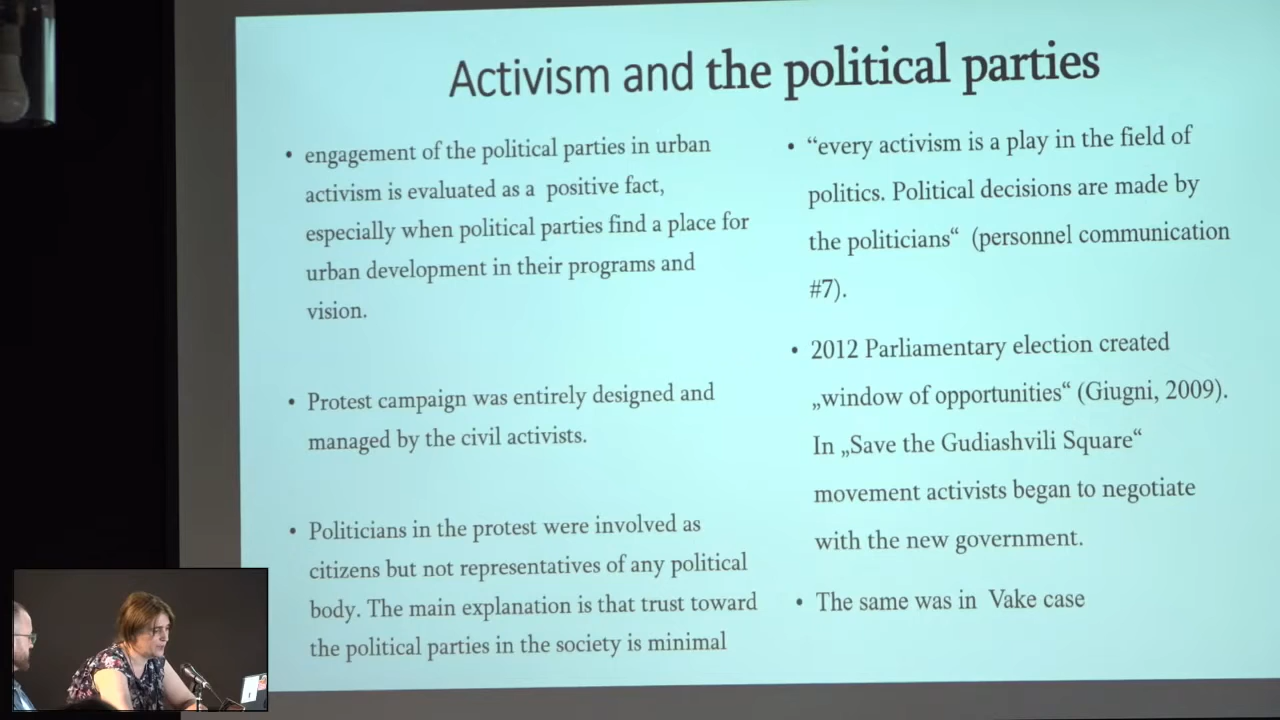 Activism and the political parties
• engagement of the political parties in urban
activism is evaluated as a positive fact,
especially when political parties find a place for
urban development in their programs and
vision.
• Protest campaign was entirely designed and
managed by the civil activists.
• Politicians in the protest were involved as
citizens but not representatives of any political
body. The main explanation is that trust toward
the political parties in the society is minimal
• “every activism is a play in the field of
politics. Political decisions are made by
the politicians“ (personnel communication
#7).
• 2012 Parliamentary election created
„window of opportunities“ (Giugni, 2009).
In „Save the Gudiashvili Square“
movement activists began to negotiate
with the new government.
• The same was in Vake case